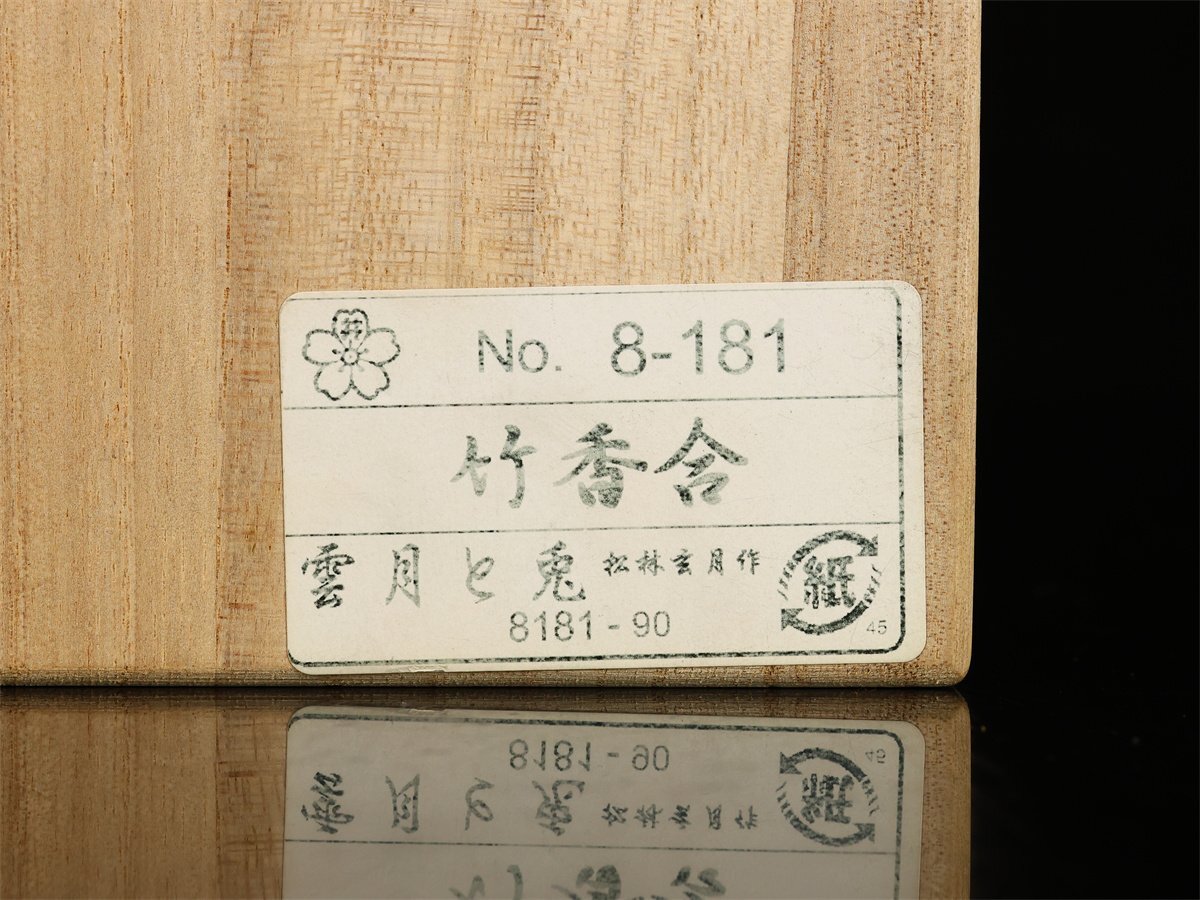 No. 8-181
竹香合
雲月と兎 松林玄月作
8181-90
紙
45